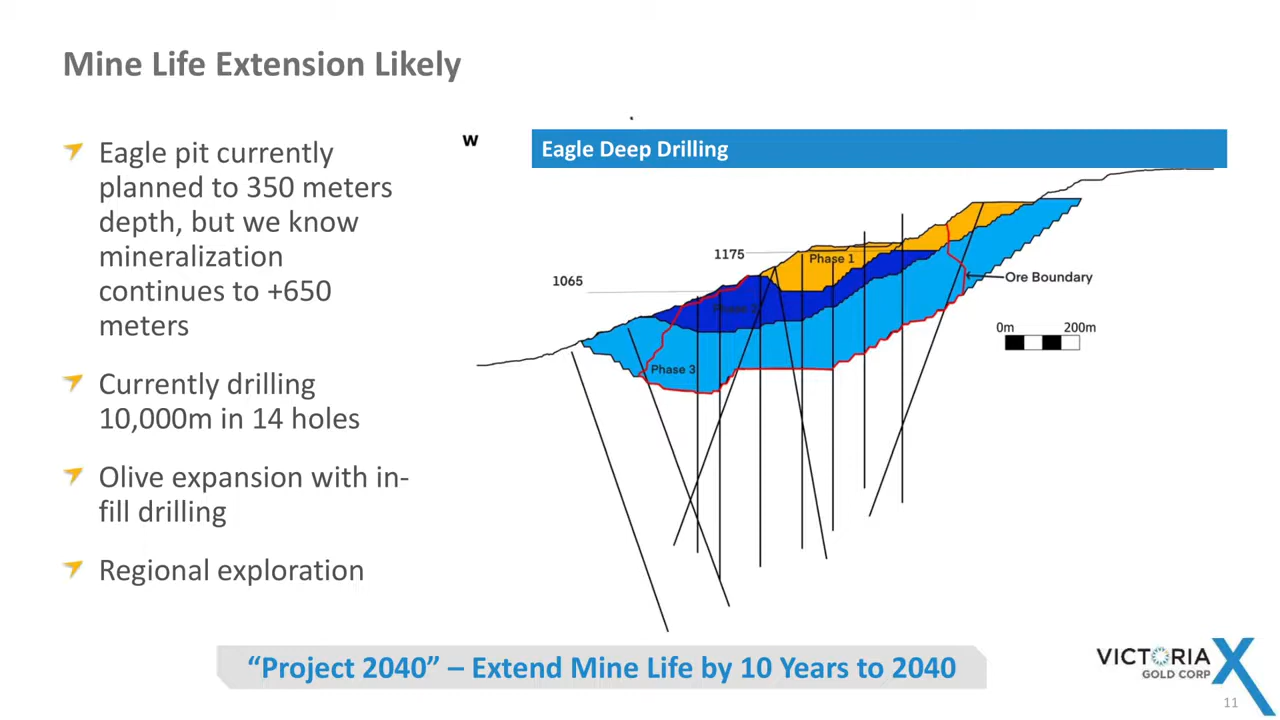 Mine Life Extension Likely
Eagle pit currently
planned to 350 meters
depth, but we know
mineralization
continues to +650
meters
Currently drilling
10,000m in 14 holes
Olive expansion with in-
fill drilling
Regional exploration
W
Eagle Deep Drilling
1175
Phase 1
1065
Ore Boundary
Phase 2
0m 200m
Phase 3
“Project 2040” – Extend Mine Life by 10 Years to 2040
VICTORIA
GOLD CORP
X
11